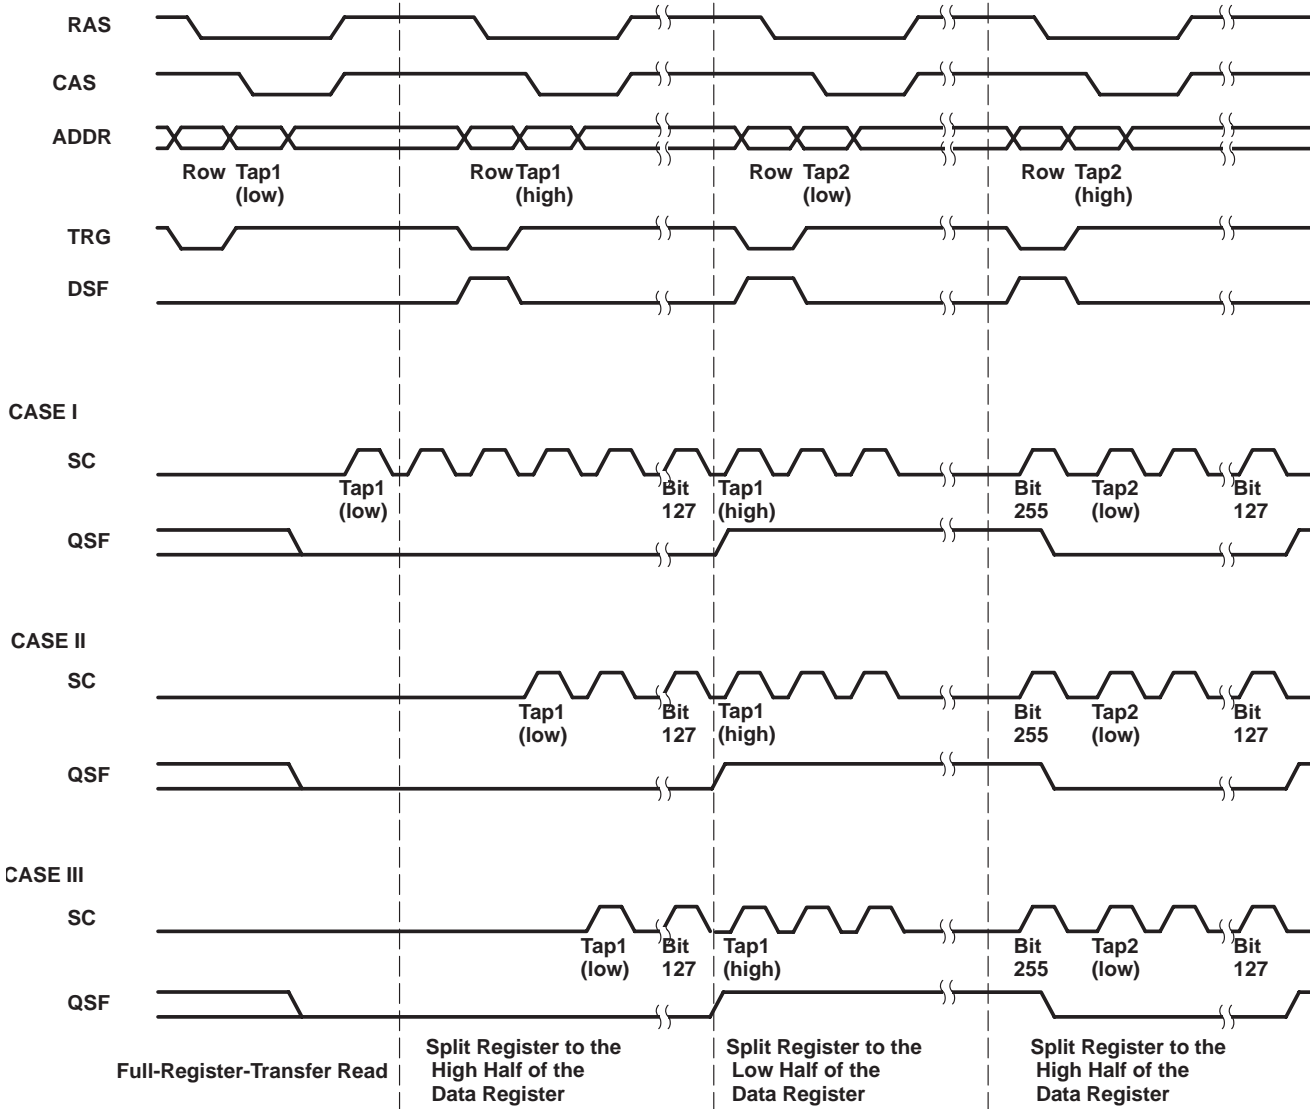 RAS
CAS
ADDR
Row Tap1 Row Tap1 Row Tap2 Row Tap2
(low) (high) (low) (high)
TRG
DSF
CASE I
SC
Tap1 Bit Tap1 Bit Tap2 Bit
(low) 127 (high) 255 (low) 127
QSF
CASE II
SC
Tap1 Bit Tap1 Bit Tap2 Bit
(low) 127 (high) 255 (low) 127
QSF
CASE III
SC
Tap1 Bit Tap1 Bit Tap2 Bit
(low) 127 (high) 255 (low) 127
QSF
Full-Register-Transfer Read
Split Register to the
High Half of the
Data Register
Split Register to the
Low Half of the
Data Register
Split Register to the
High Half of the
Data Register